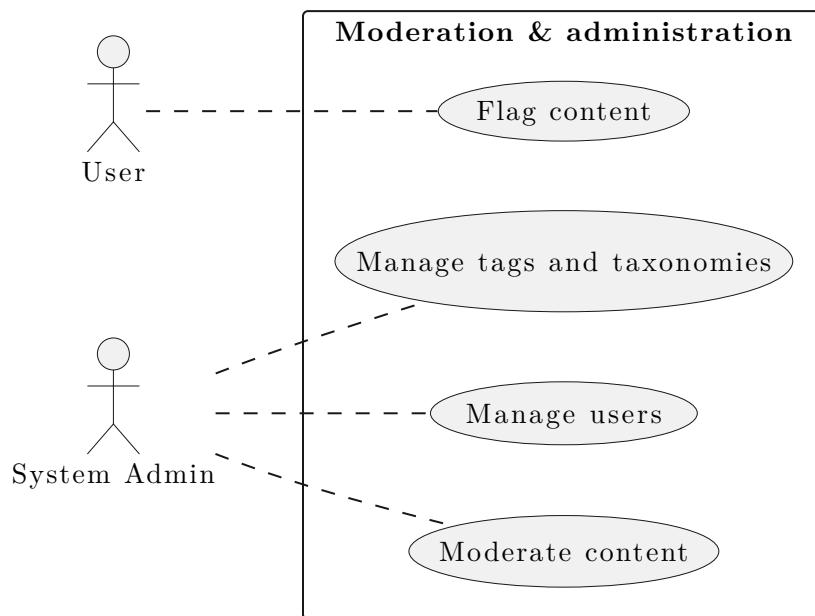 Moderation & administration
Flag content
User
Manage tags and taxonomies
Manage users
System Admin
Moderate content